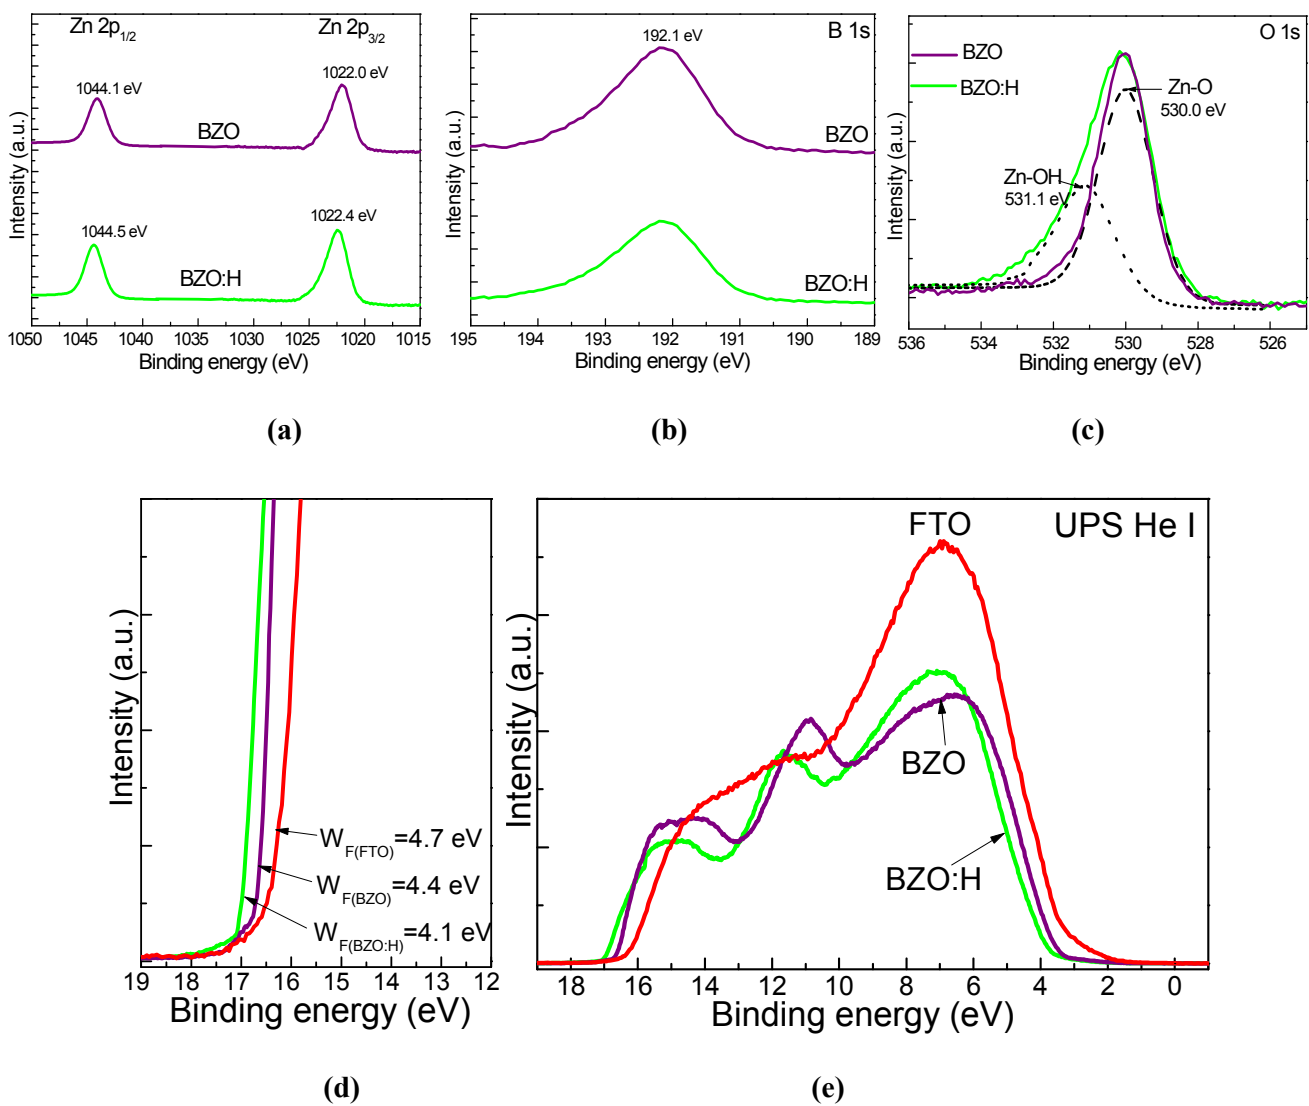 Zn 2p1/2
Zn 2p3/2
1044.1 eV
1022.0 eV
BZO
1044.5 eV
1022.4 eV
BZO:H
Intensity (a.u.)
1050 1045 1040 1035 1030 1025 1020 1015
Binding energy (eV)
(a)
B 1s
192.1 eV
BZO
BZO:H
Intensity (a.u.)
195 194 193 192 191 190 189
Binding energy (eV)
(b)
O 1s
BZO
BZO:H
Zn-O
530.0 eV
Zn-OH
531.1 eV
Intensity (a.u.)
536 534 532 530 528 526
Binding energy (eV)
(c)
Intensity (a.u.)
WF(FTO)=4.7 eV
WF(BZO)=4.4 eV
WF(BZO:H)=4.1 eV
19 18 17 16 15 14 13 12
Binding energy (eV)
(d)
FTO
UPS He I
BZO
BZO:H
Intensity (a.u.)
18 16 14 12 10 8 6 4 2 0
Binding energy (eV)
(e)